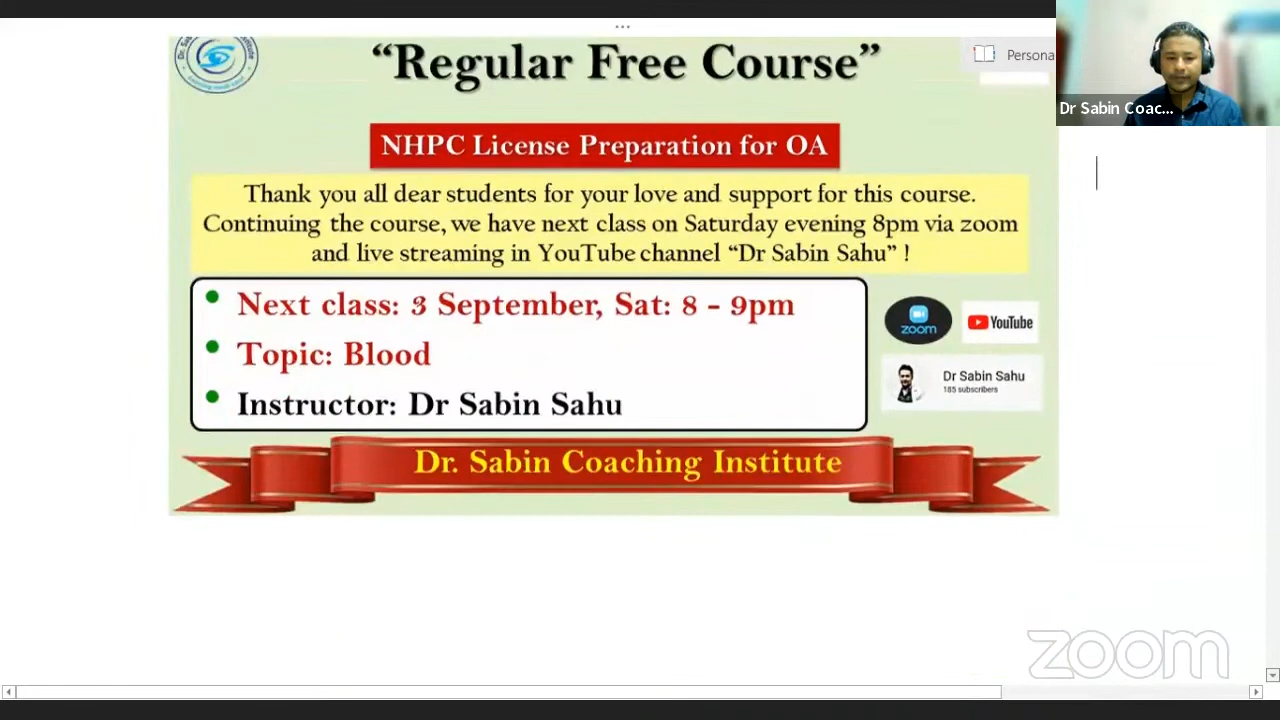 “Regular Free Course”
Persona
Dr Sabin Coac...
NHPC License Preparation for OA
Thank you all dear students for your love and support for this course.
Continuing the course, we have next class on Saturday evening 8pm via zoom
and live streaming in YouTube channel “Dr Sabin Sahu” !
Next class: 3 September, Sat: 8 - 9pm
Topic: Blood
Instructor: Dr Sabin Sahu
zoom
YouTube
Dr Sabin Sahu
185 subscribers
Dr. Sabin Coaching Institute
zoom